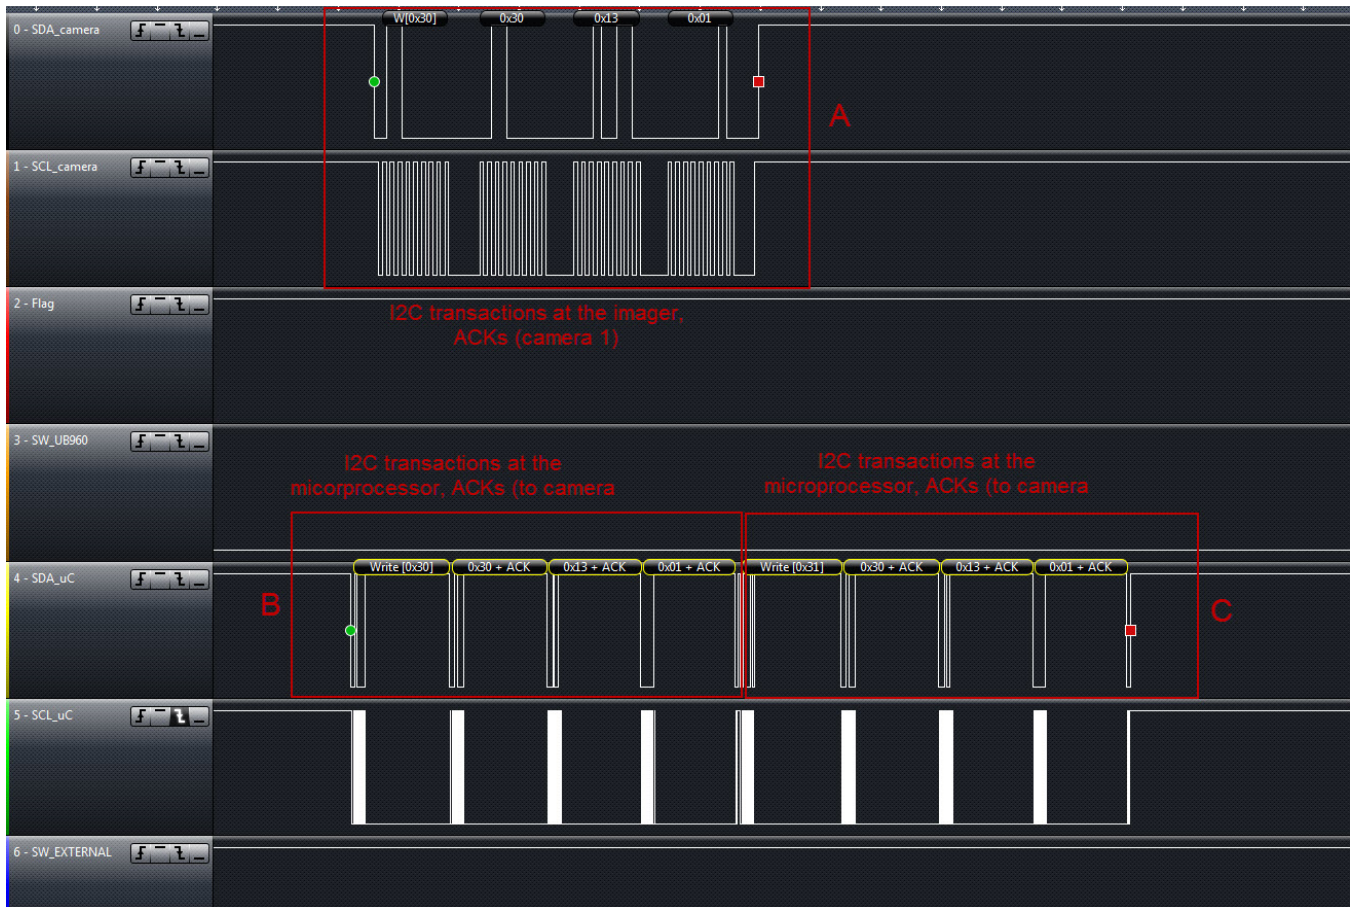 W[0x30] 0x30 0x13 0x01
0 - SDA_camera
A
1 - SCL_camera
2 - Flag
I2C transactions at the imager,
ACKs (camera 1)
3 - SW_UB960
I2C transactions at the
micorprocessor, ACKs (to camera
I2C transactions at the
microprocessor, ACKs (to camera
Write [0x30] 0x30 + ACK 0x13 + ACK 0x01 + ACK Write [0x31] 0x30 + ACK 0x13 + ACK 0x01 + ACK
4 - SDA_uC
B
C
5 - SCL_uC
6 - SW_EXTERNAL